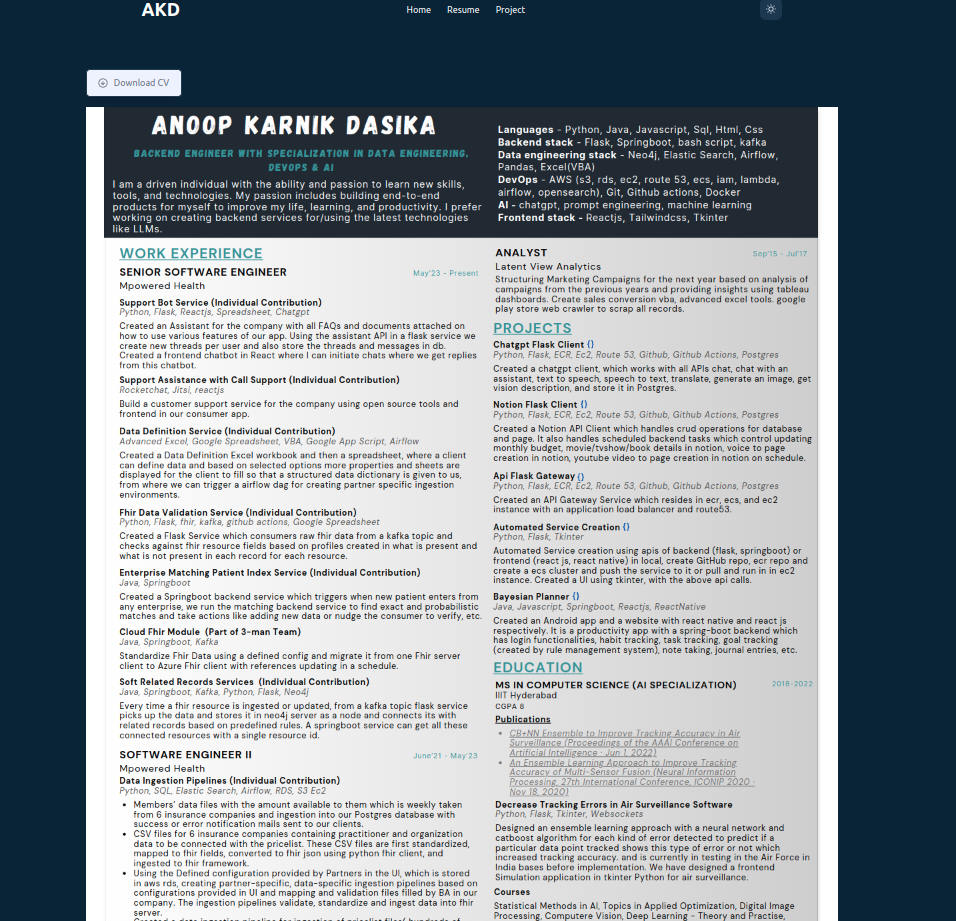 AKD
Home Resume Project
Download CV
ANOOP KARNIK DASIKA
BACKEND ENGINEER WITH SPECIALIZATION IN DATA ENGINEERING,
DEVOPS & AI
I am a driven individual with the ability and passion to learn new skills,
tools, and technologies. My passion includes building end-to-end
products for myself to improve my life, learning, and productivity. I prefer
working on creating backend services for/using the latest technologies
like LLMs.
Languages - Python, Java, Javascript, Sql, Html, Css
Backend stack - Flask, Springboot, bash script, kafka
Data engineering stack - Neo4j, Elastic Search, Airflow,
Pandas, Excel(VBA)
DevOps - AWS (s3, rds, ec2, route 53, ecs, iam, lambda,
airflow, opensearch), Git, Github actions, Docker
AI - chatgpt, prompt engineering, machine learning
Frontend stack - Reactjs, Tailwindcss, Tkinter
WORK EXPERIENCE
SENIOR SOFTWARE ENGINEER May'23 - Present
Mpowered Health
Support Bot Service (Individual Contribution)
Python, Flask, Reactjs, Spreadsheet, Chatgpt
Created an Assistant for the company with all FAQs and documents attached on
how to use various features of our app. Using the assistant API in a flask service we
create new threads per user and also store the threads and messages in db.
Created a frontend chatbot in React where I can initiate chats where we get replies
from this chatbot.
Support Assistance with Call Support (Individual Contribution)
Rocketchat, Jitsi, reactjs
Build a customer support service for the company using open source tools and
frontend in our consumer app.
Data Definition Service (Individual Contribution)
Advanced Excel, Google Spreadsheet, VBA, Google App Script, Airflow
Created a Data Definition Excel workbook and then a spreadsheet, where a client
can define data and based on selected options more properties and sheets are
displayed for the client to fill so that a structured data dictionary is given to us,
from where we can trigger a airflow dag for creating partner specific ingestion
environments.
Fhir Data Validation Service (Individual Contribution)
Python, Flask, fhir, kafka, github actions, Google Spreadsheet
Created a Flask Service which consumers raw fhir data from a kafka topic and
checks against fhir resource fields based on profiles created in what is present and
what is not present in each record for each resource.
Enterprise Matching Patient Index Service (Individual Contribution)
Java, Springboot
Created a Springboot backend service which triggers when new patient enters from
any enterprise, we run the matching backend service to find exact and probabilistic
matches and take actions like adding new data or nudge the consumer to verify, etc.
Cloud Fhir Module (Part of 3-man Team)
Java, Springboot, Kafka
Standardize Fhir Data using a defined config and migrate it from one Fhir server
client to Azure Fhir client with references updating in a schedule.
Soft Related Records Services (Individual Contribution)
Java, Springboot, Kafka, Python, Flask, Neo4j
Every time a fhir resource is ingested or updated, from a kafka topic flask service
picks up the data and stores it in neo4j server as a node and connects its with
related records based on predefined rules. A springboot service can get all these
connected resources with a single resource id.
SOFTWARE ENGINEER II June'21 - May'23
Mpowered Health
Data Ingestion Pipelines (Individual Contribution)
Python, SQL, Elastic Search, Airflow, RDS, S3 Ec2
• Members' data files with the amount available to them which is weekly taken
from 6 insurance companies and ingestion into our Postgres database with
success or error notification mails sent to our clients.
• CSV files for 6 insurance companies containing practitioner and organization
data to be connected with the pricelist. These CSV files are first standardized,
mapped to fhir fields, converted to fhir json using python fhir client, and
ingested to fhir framework.
• Using the Defined configuration provided by Partners in the UI, which is stored
in aws rds, creating partner-specific, data-specific ingestion pipelines based on
configurations provided in UI and mapping and validation files filled by BA in our
company. The ingestion pipelines validate, standardize and ingest data into fhir
server.
ANALYST Sep'15 - Jul'17
Latent View Analytics
Structuring Marketing Campaigns for the next year based on analysis of
campaigns from the previous years and providing insights using tableau
dashboards. Create sales conversion vba, advanced excel tools. google
play store web crawler to scrap all records.
PROJECTS
Chatgpt Flask Client {}
Python, Flask, ECR, Ec2, Route 53, Github, Github Actions, Postgres
Created a chatgpt client, which works with all APIs chat, chat with an
assistant, text to speech, speech to text, translate, generate an image, get
vision description, and store it in Postgres.
Notion Flask Client {}
Python, Flask, ECR, Ec2, Route 53, Github, Github Actions, Postgres
Created a Notion API Client which handles crud operations for database
and page. It also handles scheduled backend tasks which control updating
monthly budget, movie/tvshow/book details in notion, voice to page
creation in notion, youtube video to page creation in notion on schedule.
Api Flask Gateway {}
Python, Flask, ECR, Ec2, Route 53, Github, Github Actions, Postgres
Created an API Gateway Service which resides in ecr, ecs, and ec2
instance with an application load balancer and route53.
Automated Service Creation {}
Python, Flask, Tkinter
Automated Service creation using apis of backend (flask, springboot) or
frontend (react js, react native) in local, create GitHub repo, ecr repo and
create a ecs cluster and push the service to it or pull and run in in ec2
instance. Created a UI using tkinter, with the above api calls.
Bayesian Planner {}
Java, Javascript, Springboot, Reactjs, ReactNative
Created an Android app and a website with react native and react js
respectively. It is a productivity app with a spring-boot backend which
has login functionalities, habit tracking, task tracking, goal tracking
(created by rule management system), note taking, journal entries, etc.
EDUCATION
MS IN COMPUTER SCIENCE (AI SPECIALIZATION) 2018-2022
IIIT Hyderabad
CGPA 8
Publications
• CB+NN Ensemble to Improve Tracking Accuracy in Air
Surveillance (Proceedings of the AAAI Conference on
Artificial Intelligence · Jun 1, 2022)
• An Ensemble Learning Approach to Improve Tracking
Accuracy of Multi-Sensor Fusion (Neural Information
Processing, 27th International Conference, ICONIP 2020 ·
Nov 18, 2020)
Decrease Tracking Errors in Air Surveillance Software
Python, Flask, Tkinter, Websockets
Designed an ensemble learning approach with a neural network and
catboost algorithm for each kind of error detected to predict if a
particular data point tracked shows this type of error or not which
increased tracking accuracy. and is currently in testing in the Air Force in
India bases before implementation. We have designed a frontend
Simulation application in tkinter Python for air surveillance.
Courses
Statistical Methods in AI, Topics in Applied Optimization, Digital Image
Processing, Computere Vision, Deep Learning - Theory and Practise,